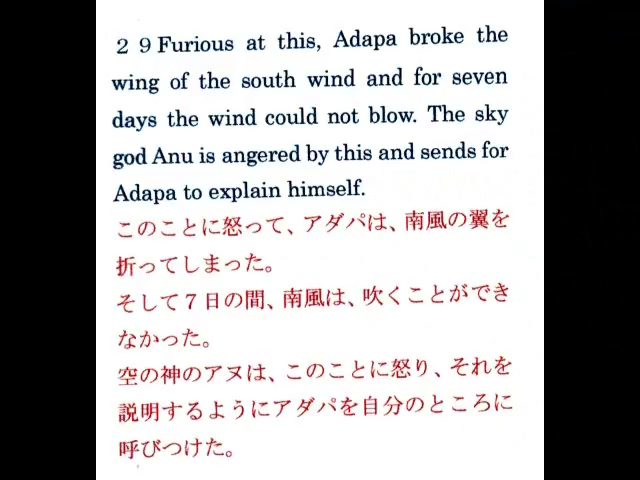 ２９Furious at this, Adapa broke the
wing of the south wind and for seven
days the wind could not blow. The sky
god Anu is angered by this and sends for
Adapa to explain himself.
このことに怒って、アダパは、南風の翼を
折ってしまった。
そして７日の間、南風は、吹くことができ
なかった。
空の神のアヌは、このことに怒り、それを
説明するようにアダパを自分のところに
呼びつけた。